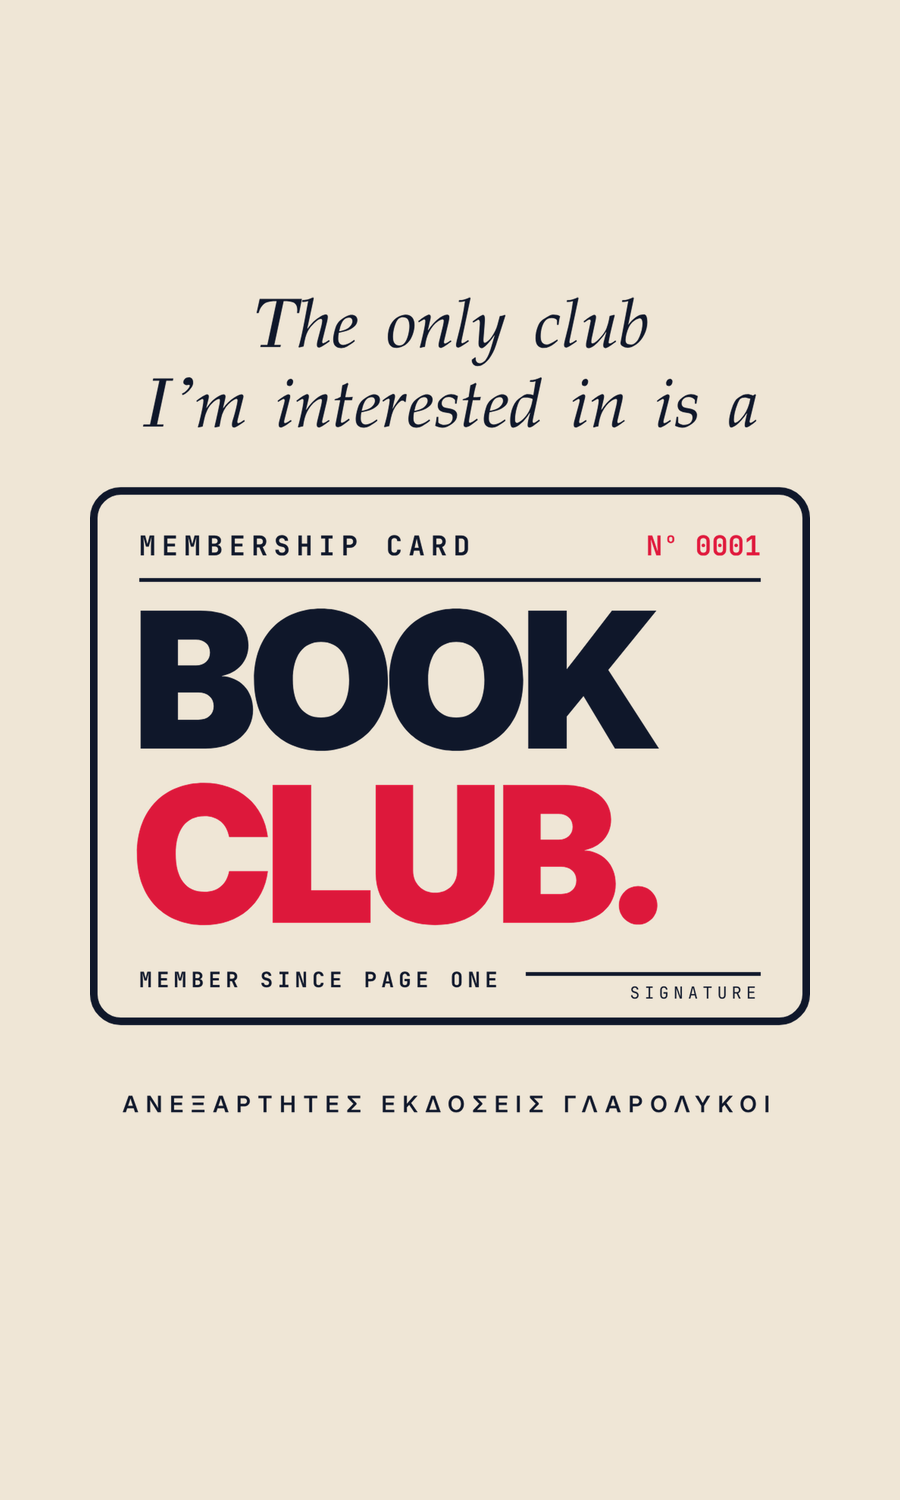 The only club
I’m interested in is a
MEMBERSHIP CARD N° 0001
BOOK
CLUB.
MEMBER SINCE PAGE ONE
SIGNATURE
ΑΝΕΞΑΡΤΗΤΕΣ ΕΚΔΟΣΕΙΣ ΓΛΑΡΟΛΥΚΟΙ